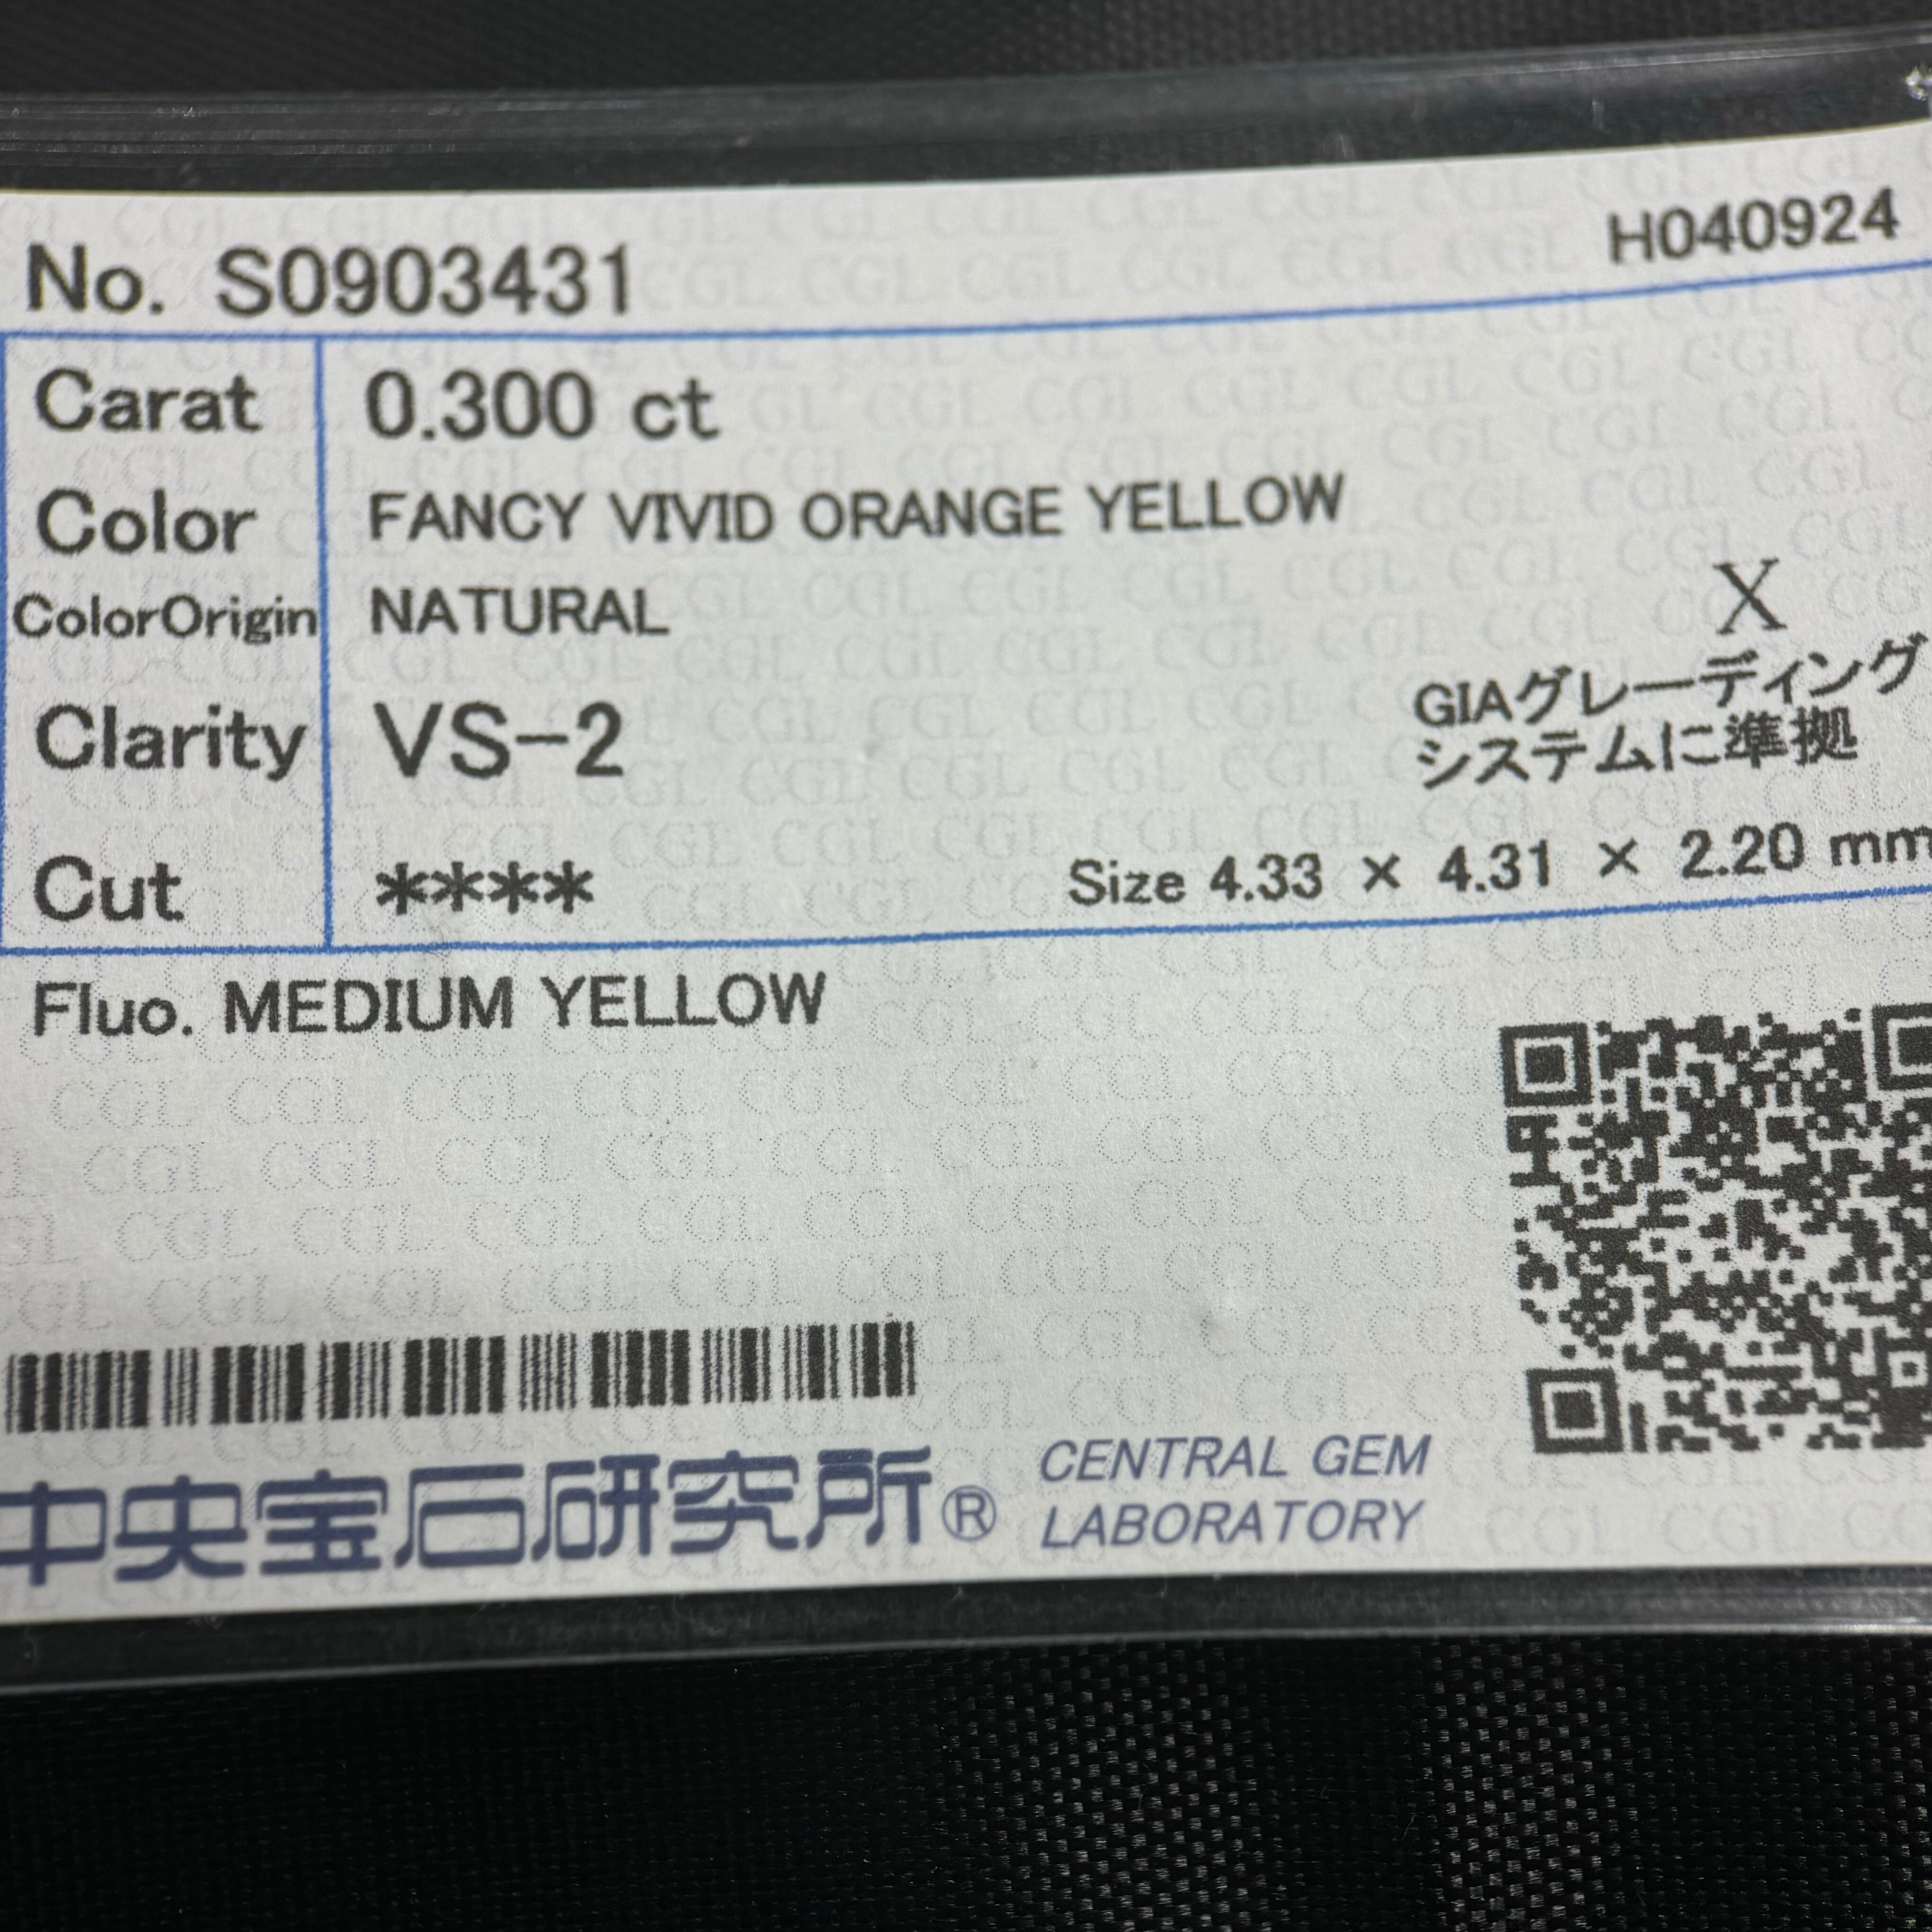 No. S0903431
H040924
Carat 0.300 ct
Color FANCY VIVID ORANGE YELLOW
ColorOrigin NATURAL
X
Clarity VS-2
GIAグレーディング
システムに準拠
Cut **** Size 4.33 × 4.31 × 2.20 mm
Fluo. MEDIUM YELLOW
中央宝石研究所®
CENTRAL GEM
LABORATORY